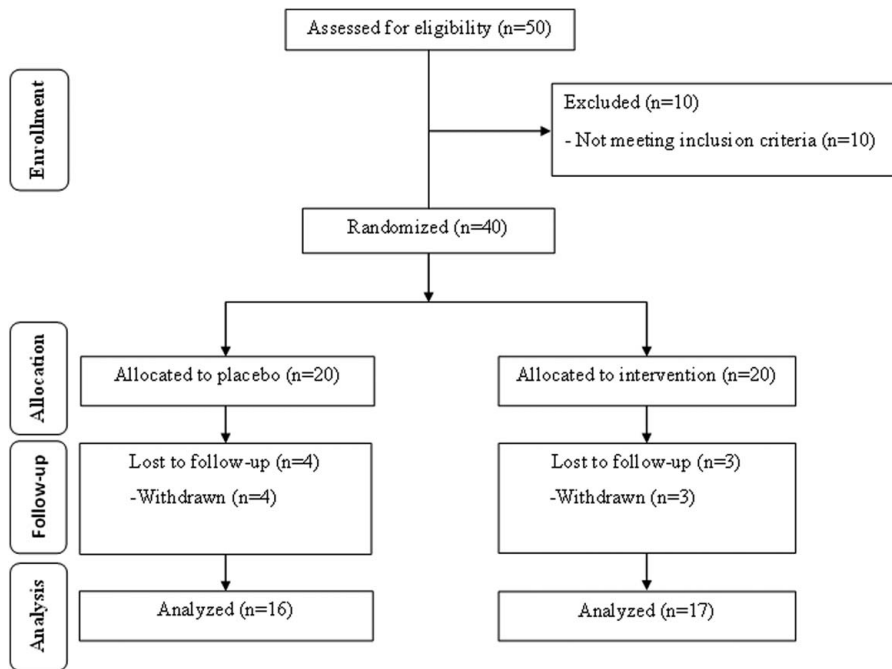 Assessed for eligibility (n=50)
Enrollment
Excluded (n=10)
- Not meeting inclusion criteria (n=10)
Randomized (n=40)
Allocation
Allocated to placebo (n=20)
Allocated to intervention (n=20)
Follow-up
Lost to follow-up (n=4)
-Withdrawn (n=4)
Lost to follow-up (n=3)
-Withdrawn (n=3)
Analysis
Analyzed (n=16)
Analyzed (n=17)